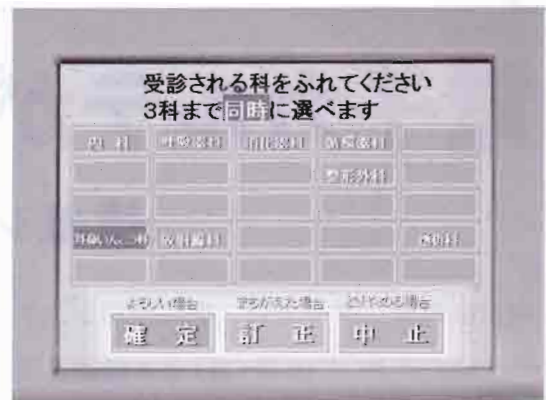 受診される科をふれてください
3科まで同時に選べます
内科 呼吸器科 消化器科 循環器科
整形外科
耳鼻いんこう科 放射線科 歯科
よろしい場合 まちがえた場合 とりやめる場合
確定 訂正 中止